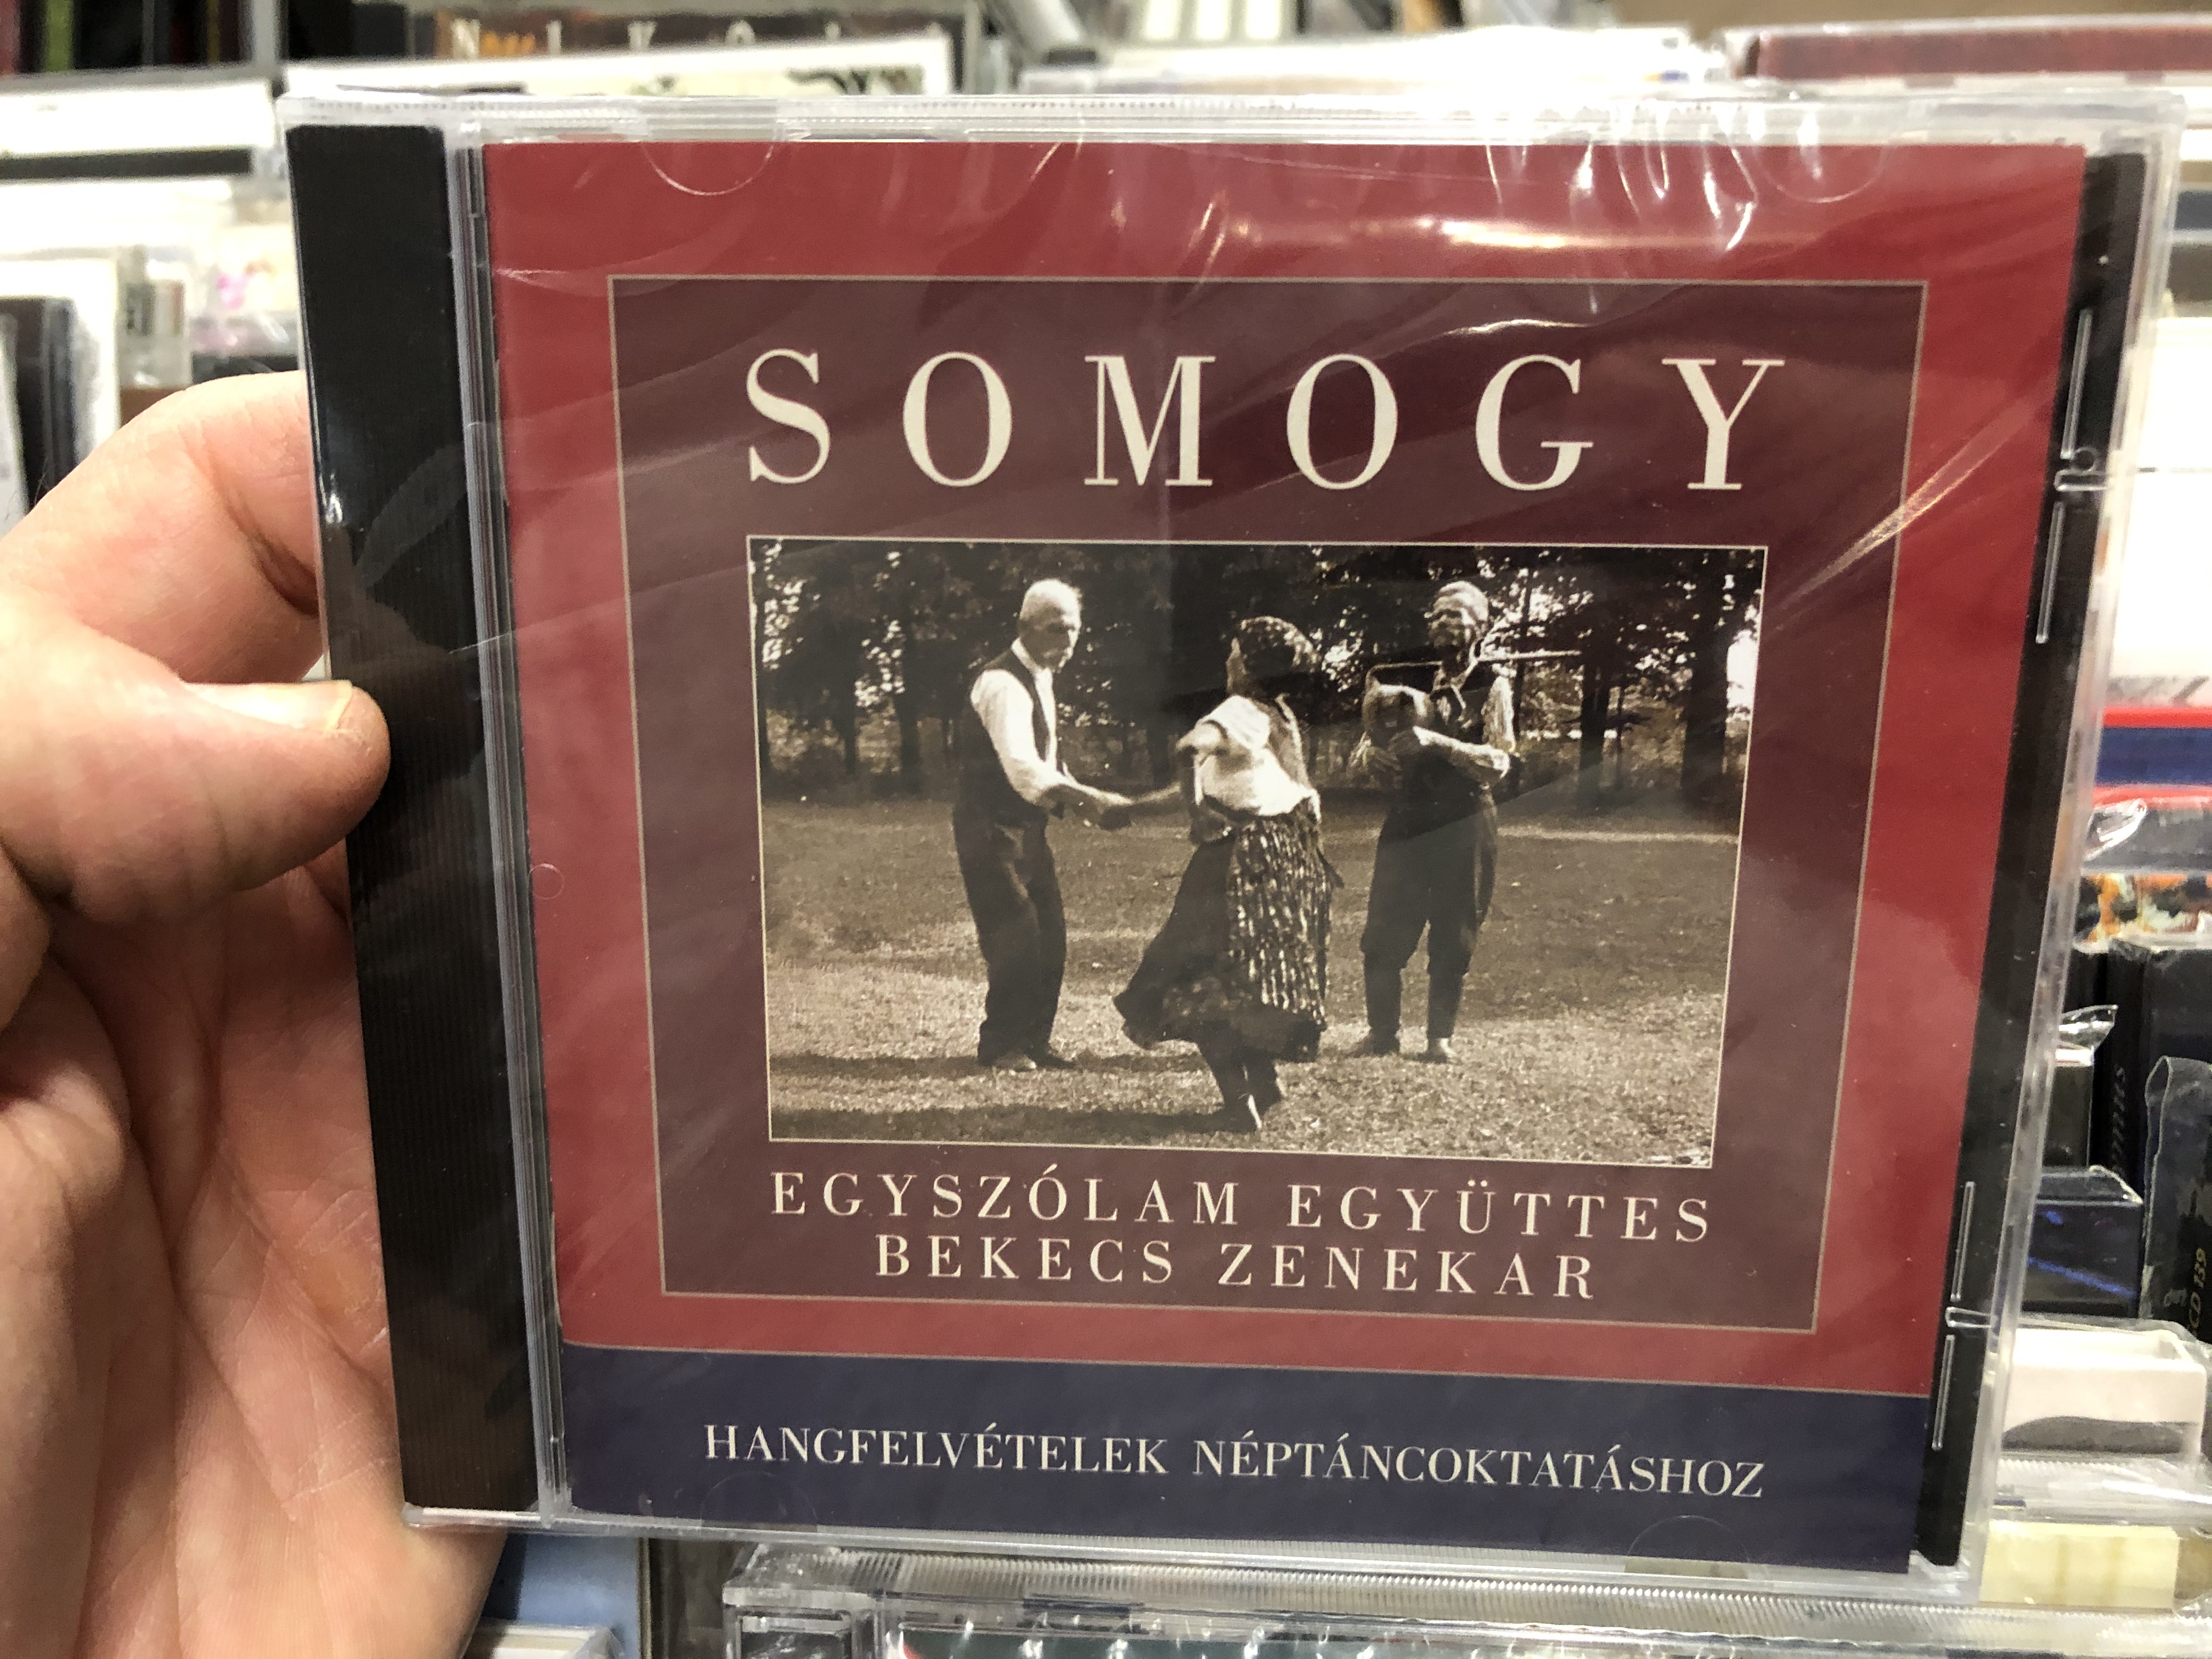 SOMOGY
EGYSZÓLAM EGYÜTTES
BEKECS ZENEKAR
HANGFELVÉTELEK NÉPTÁNCOKTATÁSHOZ